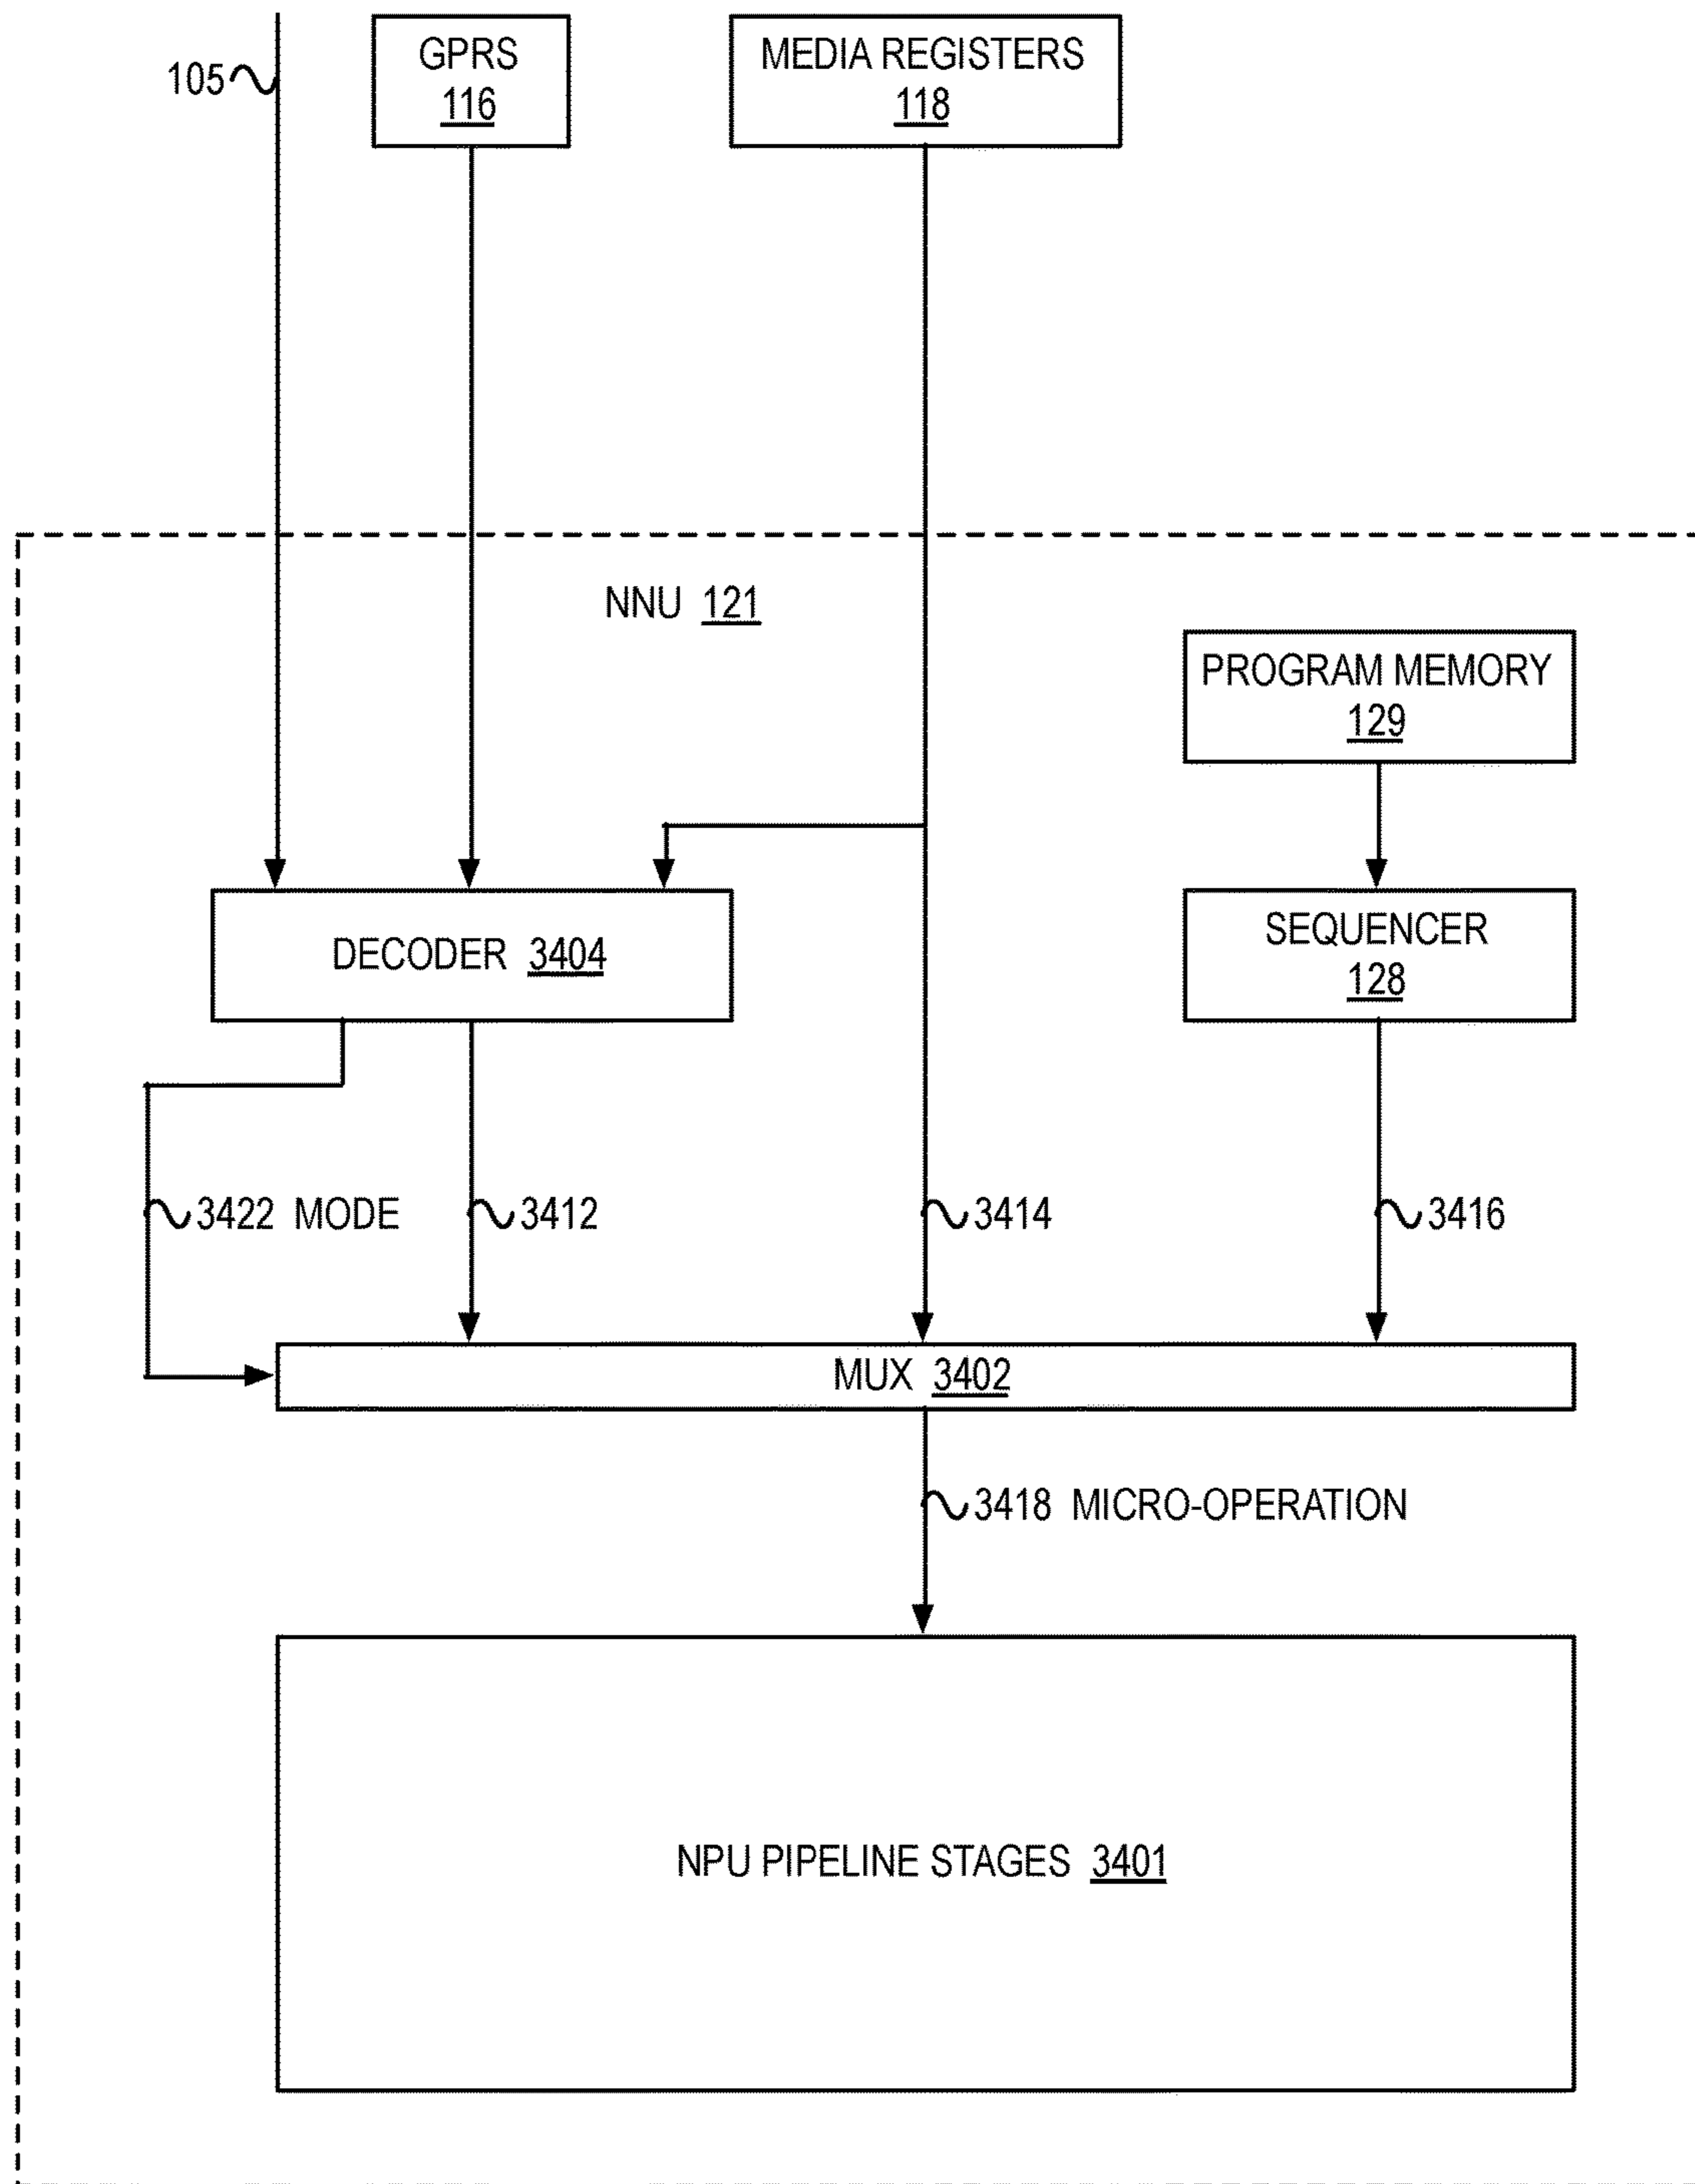 105
GPRS
116
MEDIA REGISTERS
118
NNU 121
PROGRAM MEMORY
129
DECODER 3404
SEQUENCER
128
3422 MODE
3412
3414
3416
MUX 3402
3418 MICRO-OPERATION
NPU PIPELINE STAGES 3401